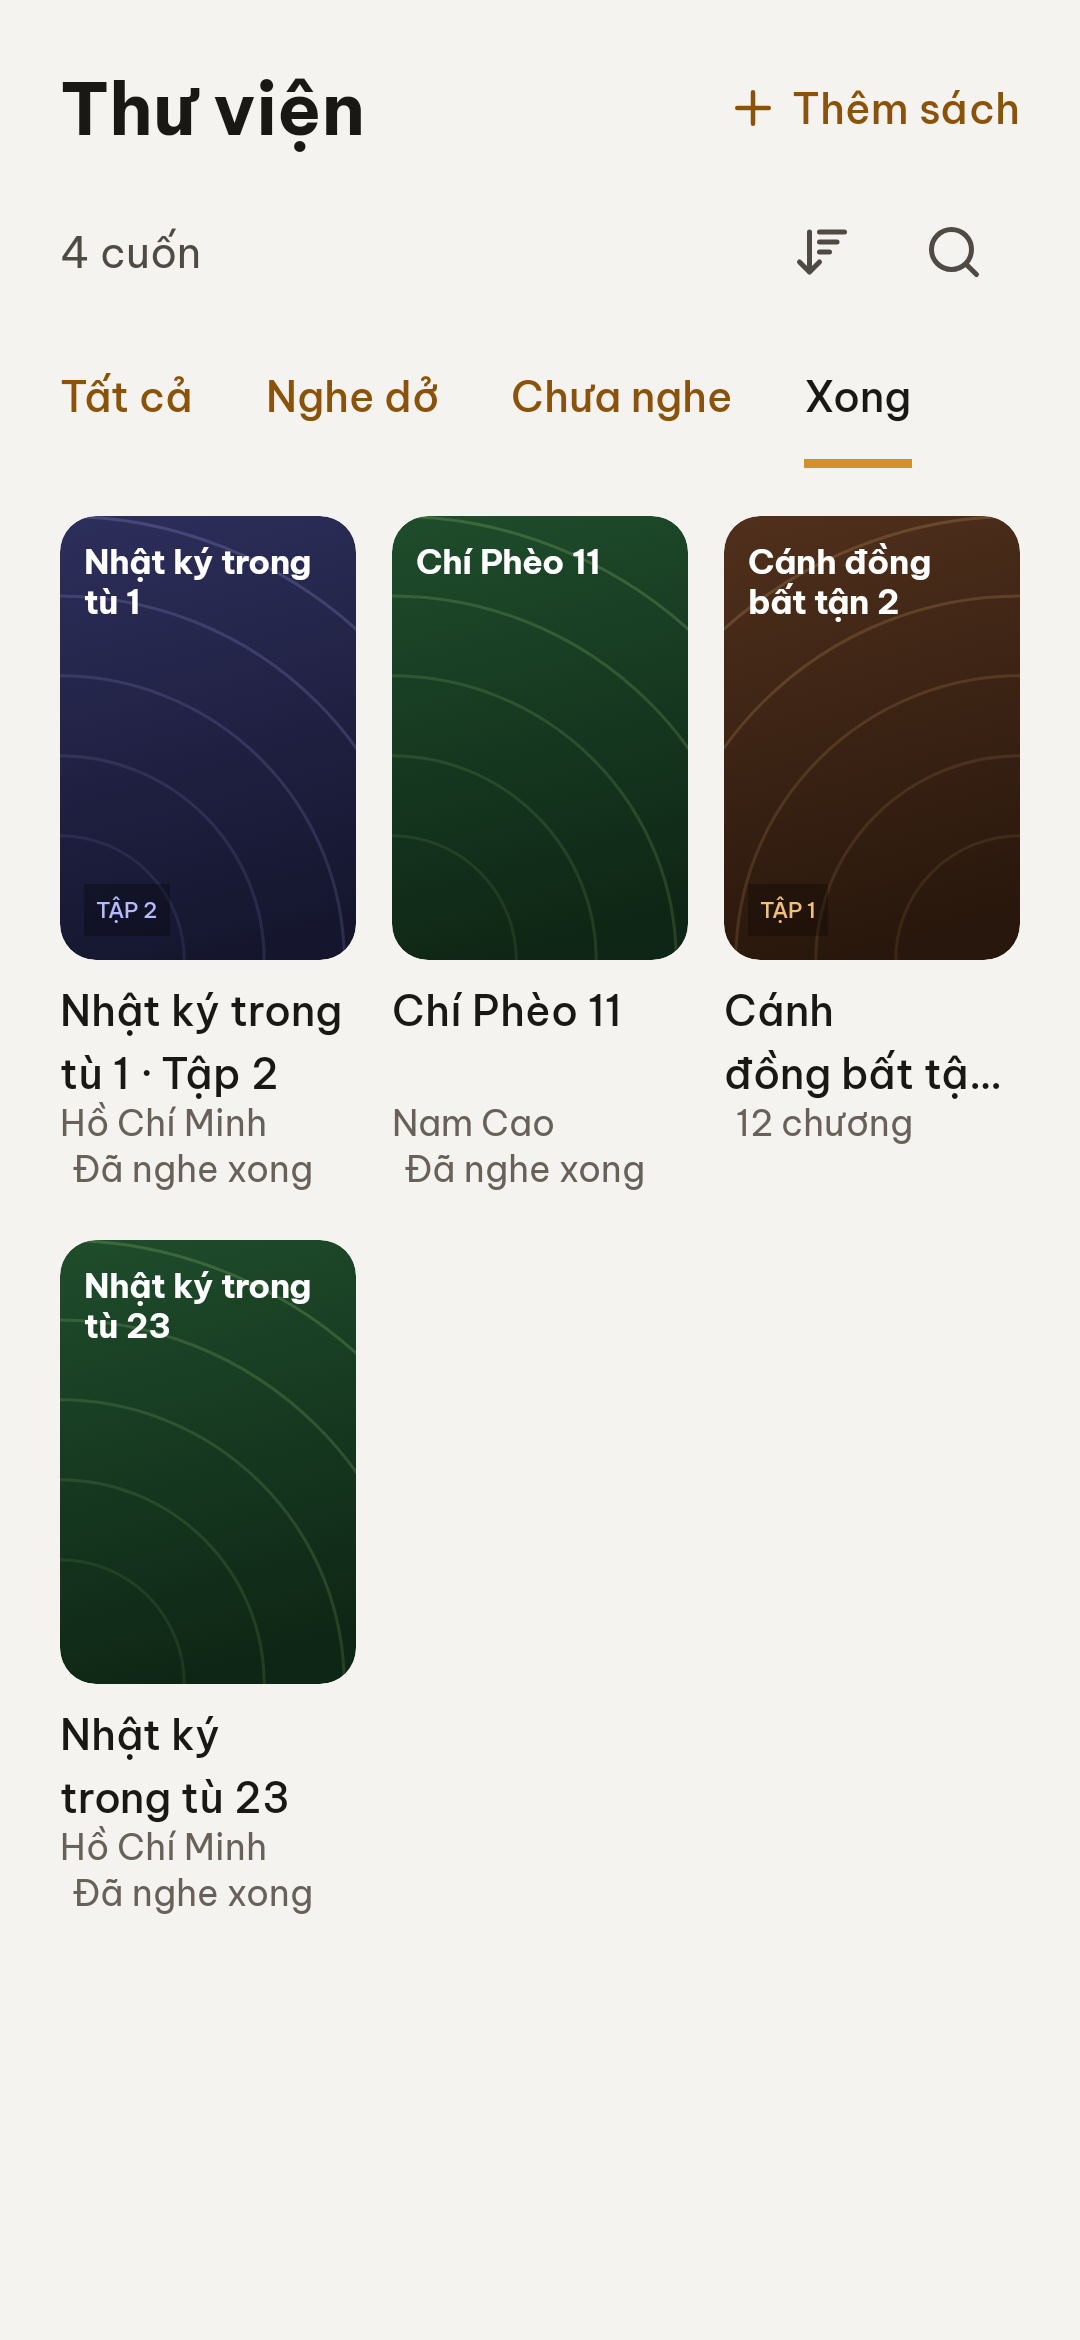 Thư viện
+ Thêm sách
4 cuốn
Tất cả
Nghe dở
Chưa nghe
Xong
Nhật ký trong
tù 1
TẬP 2
Chí Phèo 11
Cánh đồng
bất tận 2
TẬP 1
Nhật ký trong
tù 1 · Tập 2
Hồ Chí Minh
Đã nghe xong
Chí Phèo 11
Nam Cao
Đã nghe xong
Cánh
đồng bất tậ...
12 chương
Nhật ký trong
tù 23
Nhật ký
trong tù 23
Hồ Chí Minh
Đã nghe xong